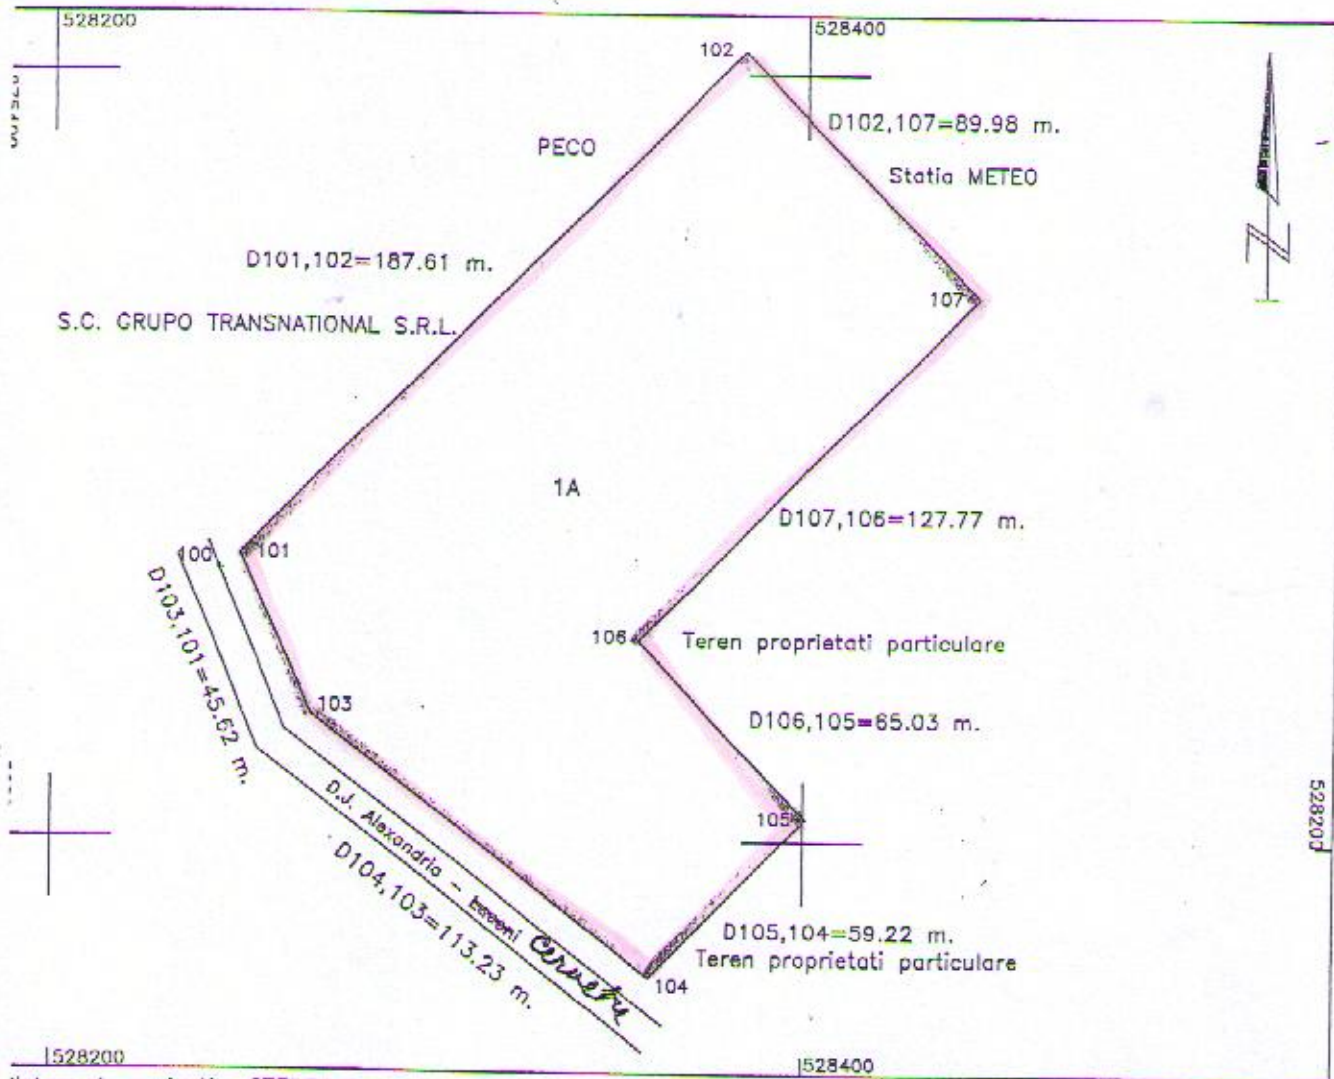 528200
528400
102
D102,107=89.98 m.
PECO
Statia METEO
D101,102=187.61 m.
107
S.C. GRUPO TRANSNATIONAL S.R.L.
1A
D107,106=127.77 m.
100
101
D103,101=45.62 m.
106
Teren proprietati particulare
103
D106,105=65.03 m.
105
528200
D.J. Alexandria -
D104,103=113.23 m.
D105,104=59.22 m.
Teren proprietati particulare
104
528200
528400